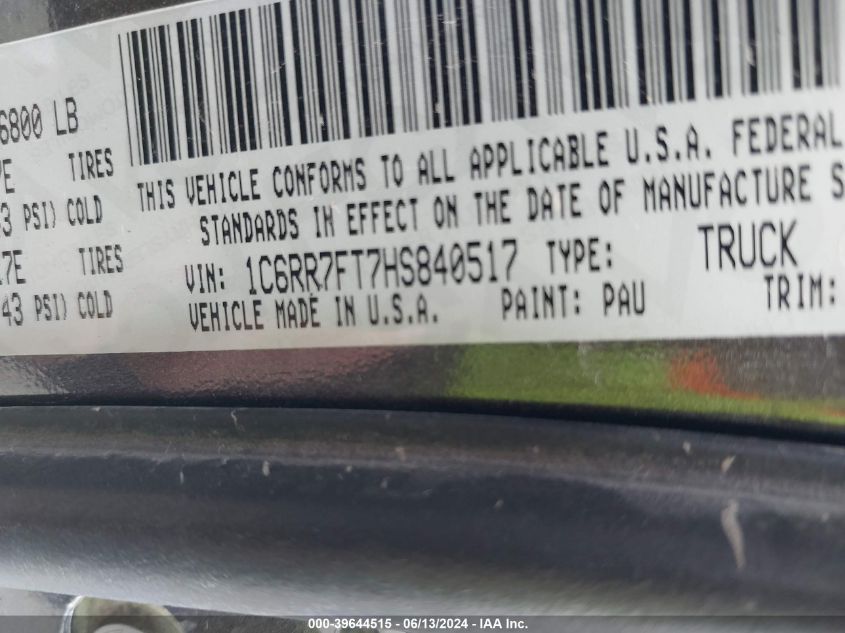 6800 LB
E TIRES
3 PSI) COLD
7E TIRES
43 PSI) COLD
THIS VEHICLE CONFORMS TO ALL APPLICABLE U.S.A. FEDERAL
STANDARDS IN EFFECT ON THE DATE OF MANUFACTURE S
VIN: 1C6RR7FT7HS840517 TYPE: TRUCK
VEHICLE MADE IN U.S.A. PAINT: PAU TRIM:
000-39644515 - 06/13/2024 - IAA Inc.